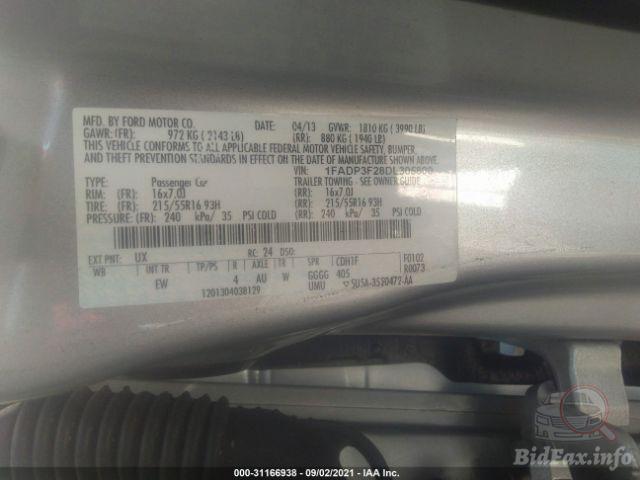 MFD. BY FORD MOTOR CO. DATE: 04/13 GVWR: 1810 KG ( 3990 LB)
GAWR: (FR): 972 KG ( 2143 LB) (RR): 880 KG ( 1940 LB)
THIS VEHICLE CONFORMS TO ALL APPLICABLE FEDERAL MOTOR VEHICLE SAFETY, BUMPER,
AND THEFT PREVENTION STANDARDS IN EFFECT ON THE DATE OF MANUFACTURE SHOWN ABOVE.
VIN:
TYPE: Passenger Car TRAILER TOWING - SEE OWNER GUIDE
RIM: (FR): 16x7.0J (RR): 16x7.0J
TIRE: (FR): 215/55R16 93H (RR): 215/55R16 93H
PRESSURE: (FR): 240 kPa/ 35 PSI COLD (RR): 240 kPa/ 35 PSI COLD
EXT PNT: UX RC: 24 DSO: F0102
WB INT TR TP/PS R AXLE TR SPR CDH1F R0073
EW 4 AU W GGGG 405
1201304038129 UMU
000-31166938 - 09/02/2021 - IAA Inc.
BidFax.info